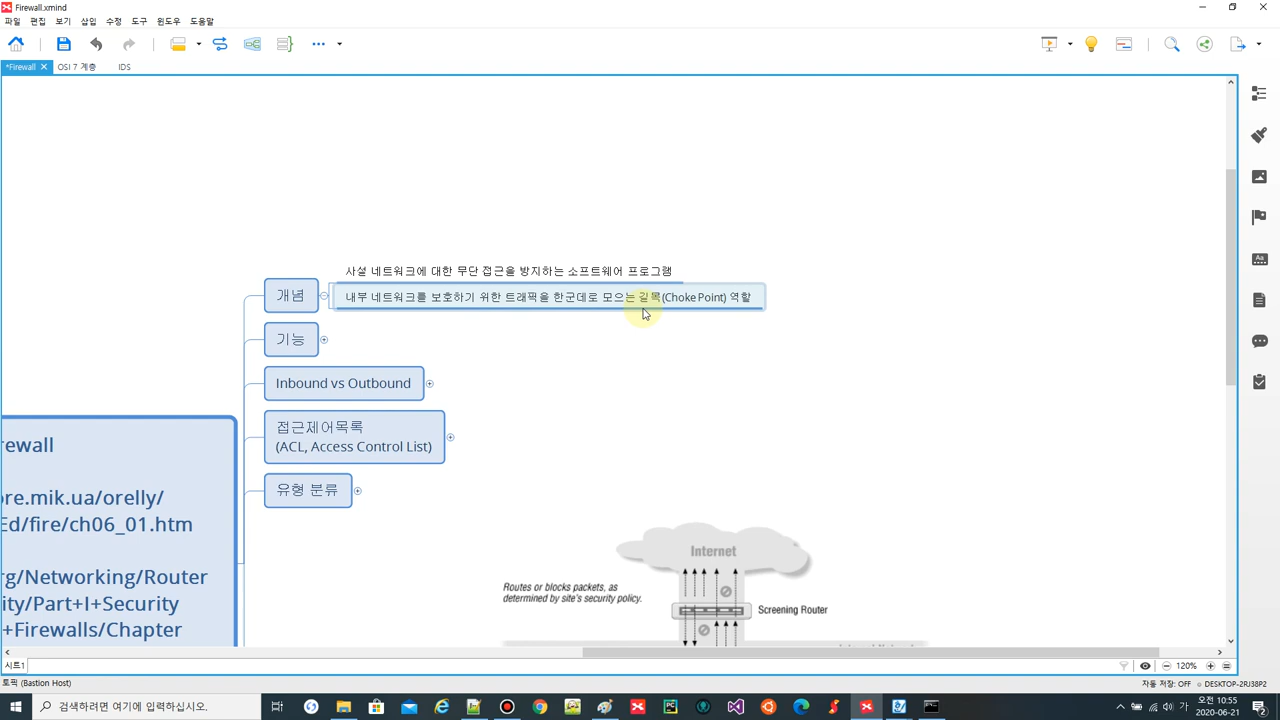 Firewall.xmind
파일 편집 보기 삽입 수정 도구 윈도우 도움말
*Firewall OSI 7 계층 IDS
사설 네트워크에 대한 무단 접근을 방지하는 소프트웨어 프로그램
개념
내부 네트워크를 보호하기 위한 트래픽을 한군데로 모으는 길목(Choke Point) 역할
기능
Inbound vs Outbound
접근제어목록
(ACL, Access Control List)
유형 분류
ewall
re.mik.ua/orelly/
Ed/fire/ch06_01.htm
rg/Networking/Router
ity/Part+I+Security
+Firewalls/Chapter
Internet
Routes or blocks packets, as
determined by site's security policy.
Screening Router
시트1
120%
토픽 (Bastion Host)
자동 저장: OFF DESKTOP-2RJ38P2
검색하려면 여기에 입력하십시오.
가
오전 10:55
2020-06-21
2